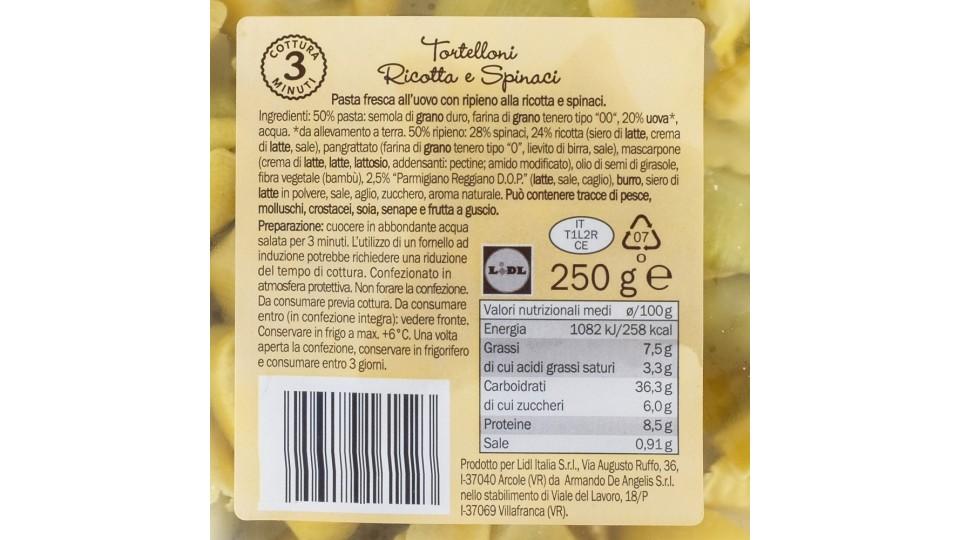 COTTURA
3
MINUTI
Tortelloni
Ricotta e Spinaci
Pasta fresca all'uovo con ripieno alla ricotta e spinaci.
Ingredienti: 50% pasta: semola di grano duro, farina di grano tenero tipo "00", 20% uova*,
acqua. *da allevamento a terra. 50% ripieno: 28% spinaci, 24% ricotta (siero di latte, crema
di latte, sale), pangrattato (farina di grano tenero tipo "0", lievito di birra, sale), mascarpone
(crema di latte, latte, lattosio, addensanti: pectine; amido modificato), olio di semi di girasole,
fibra vegetale (bambù), 2,5% "Parmigiano Reggiano D.O.P." (latte, sale, caglio), burro, siero di
latte in polvere, sale, aglio, zucchero, aroma naturale. Può contenere tracce di pesce,
molluschi, crostacei, soia, senape e frutta a guscio.
Preparazione: cuocere in abbondante acqua
salata per 3 minuti. L'utilizzo di un fornello ad
induzione potrebbe richiedere una riduzione
del tempo di cottura. Confezionato in
atmosfera protettiva. Non forare la confezione.
Da consumare previa cottura. Da consumare
entro (in confezione integra): vedere fronte.
Conservare in frigo a max. +6°C. Una volta
aperta la confezione, conservare in frigorifero
e consumare entro 3 giorni.
IT
T1L2R
CE
07
O
LIDL
250 g e
Valori nutrizionali medi ø/100 g
Energia 1082 kJ/258 kcal
Grassi 7,5 g
di cui acidi grassi saturi 3,3 g
Carboidrati 36,3 g
di cui zuccheri 6,0 g
Proteine 8,5 g
Sale 0,91 g
Prodotto per Lidl Italia S.r.l., Via Augusto Ruffo, 36,
I-37040 Arcole (VR) da Armando De Angelis S.r.l.
nello stabilimento di Viale del Lavoro, 18/P
I-37069 Villafranca (VR).